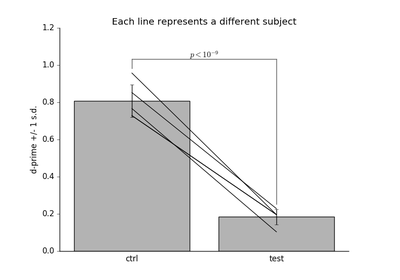 Each line represents a different subject
1.2
p < 10⁻⁹
1.0
0.8
d-prime +/- 1 s.d.
0.6
0.4
0.2
0.0
ctrl test